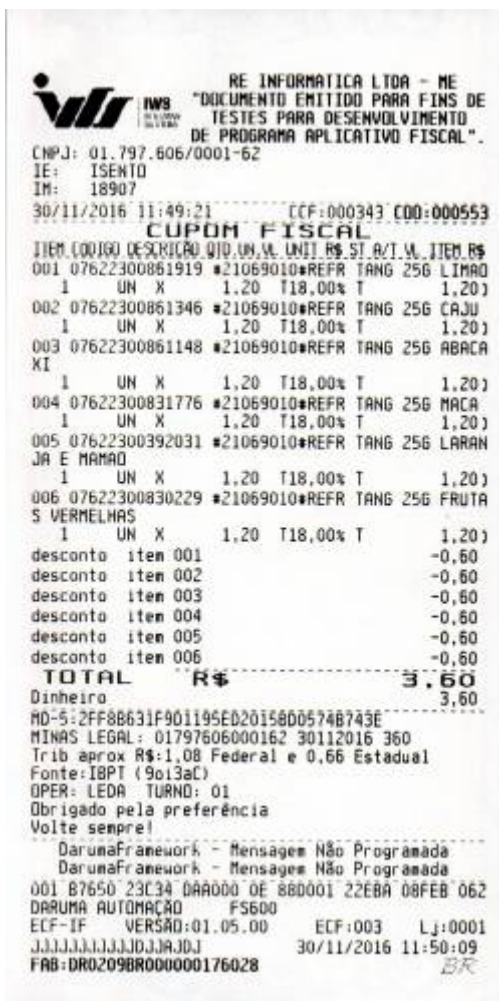 RE INFORMATICA LTDA - ME
IWS "DOCUMENTO EMITIDO PARA FINS DE
TESTES PARA DESENVOLVIMENTO
DE PROGRAMA APLICATIVO FISCAL".
CNPJ: 01.797.606/0001-62
IE: ISENTO
IM: 18907
30/11/2016 11:49:21 CCF:000343 COO:000553
CUPOM FISCAL
ITEM CODIGO DESCRIÇÃO QTD.UN.VL UNIT R$ ST A/T VL ITEM R$
001 07622300861919 #21069010#REFR TANG 25G LIMAO
1 UN X 1,20 T18,00% T 1,20}
002 07622300861346 #21069010#REFR TANG 25G CAJU
1 UN X 1,20 T18,00% T 1,20}
003 07622300861148 #21069010#REFR TANG 25G ABACA
XI
1 UN X 1,20 T18,00% T 1,20}
004 07622300831776 #21069010#REFR TANG 25G MACA
1 UN X 1,20 T18,00% T 1,20}
005 07622300392031 #21069010#REFR TANG 25G LARAN
JA E MAMAO
1 UN X 1,20 T18,00% T 1,20}
006 07622300830229 #21069010#REFR TANG 25G FRUTA
S VERMELHAS
1 UN X 1,20 T18,00% T 1,20}
desconto item 001 -0,60
desconto item 002 -0,60
desconto item 003 -0,60
desconto item 004 -0,60
desconto item 005 -0,60
desconto item 006 -0,60
TOTAL R$ 3,60
Dinheiro 3,60
MD-5:2FF8B631F901195ED2015BD0574B743E
MINAS LEGAL: 01797606000162 30112016 360
Trib aprox R$:1,08 Federal e 0,66 Estadual
Fonte:IBPT (9oi3aC)
OPER: LEDA TURNO: 01
Obrigado pela preferência
Volte sempre!
DarumaFramework - Mensagem Não Programada
DarumaFramework - Mensagem Não Programada
001 B7650 23C34 DAA000 0E 88D001 22EBA 08FEB 062
DARUMA AUTOMAÇÃO FS600
ECF-IF VERSÃO:01.05.00 ECF:003 Lj:0001
30/11/2016 11:50:09
FAB:DR0209BR000000176028 BR